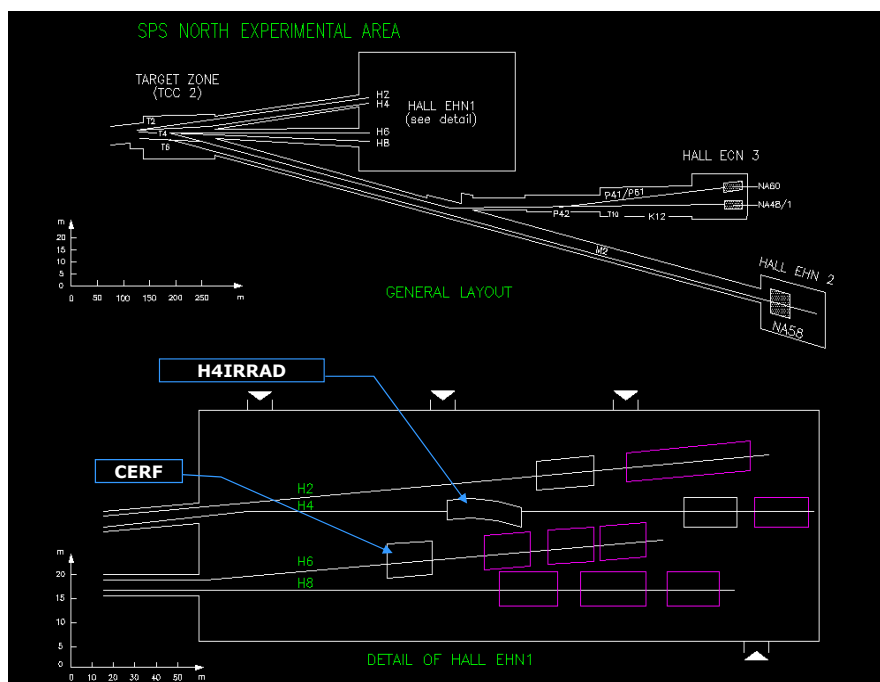 SPS NORTH EXPERIMENTAL AREA
TARGET ZONE
(TCC 2)
T2
T4
T6
H2
H4
H6
H8
HALL EHN1
(see detail)
HALL ECN 3
P41/P61
NA60
NA48/1
P42
T10
K12
M2
HALL EHN 2
NA58
m
20
15
10
5
0
0 50 100 150 200 250 m
GENERAL LAYOUT
H4IRRAD
CERF
H2
H4
H6
H8
m
20
15
10
5
0
0 10 20 30 40 50 m
DETAIL OF HALL EHN1